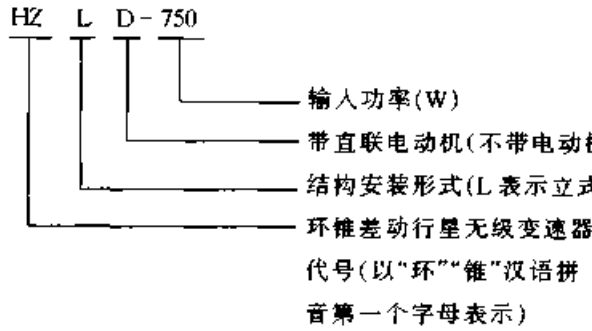 HZ L D-750
输入功率(W)
带直联电动机(不带电动
结构安装形式(L表示立式
环锥差动行星无级变速器
代号(以“环”“锥”汉语拼
音第一个字母表示)